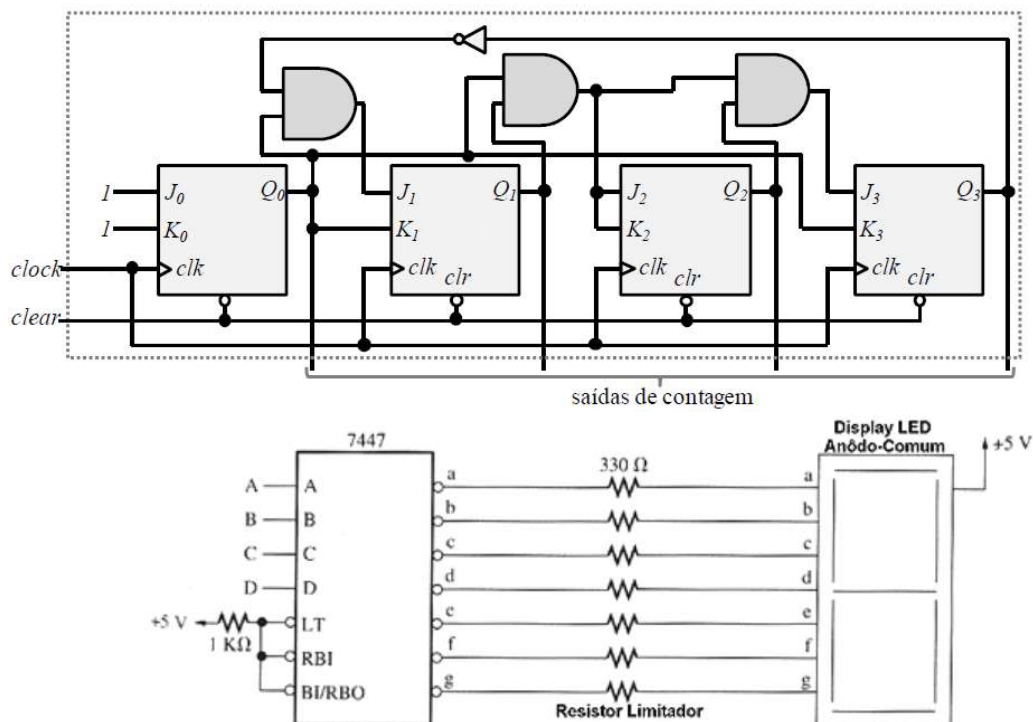 1 J₀ Q₀ J₁ Q₁ J₂ Q₂ J₃ Q₃
1 K₀ K₁ K₂ K₃
clock clk clk clk clk
clear clr clr clr
saídas de contagem
7447
Display LED
Anôdo-Comum
+5 V
330 Ω
A A a a
B B b b
C C c c
D D d d
+5 V LT e e
1 KΩ
RBI f f
BI/RBO g g
Resistor Limitador